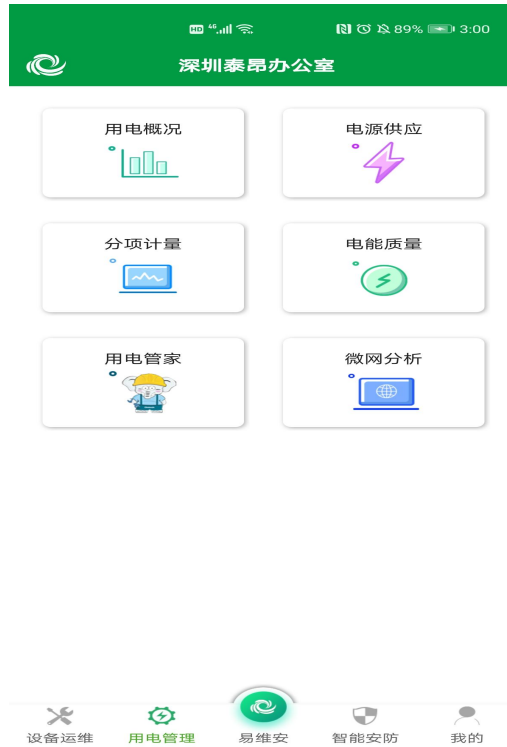 HD 4G 89% 3:00
深圳泰昂办公室
用电概况 电源供应
分项计量 电能质量
用电管家 微网分析
设备运维 用电管理 易维安 智能安防 我的